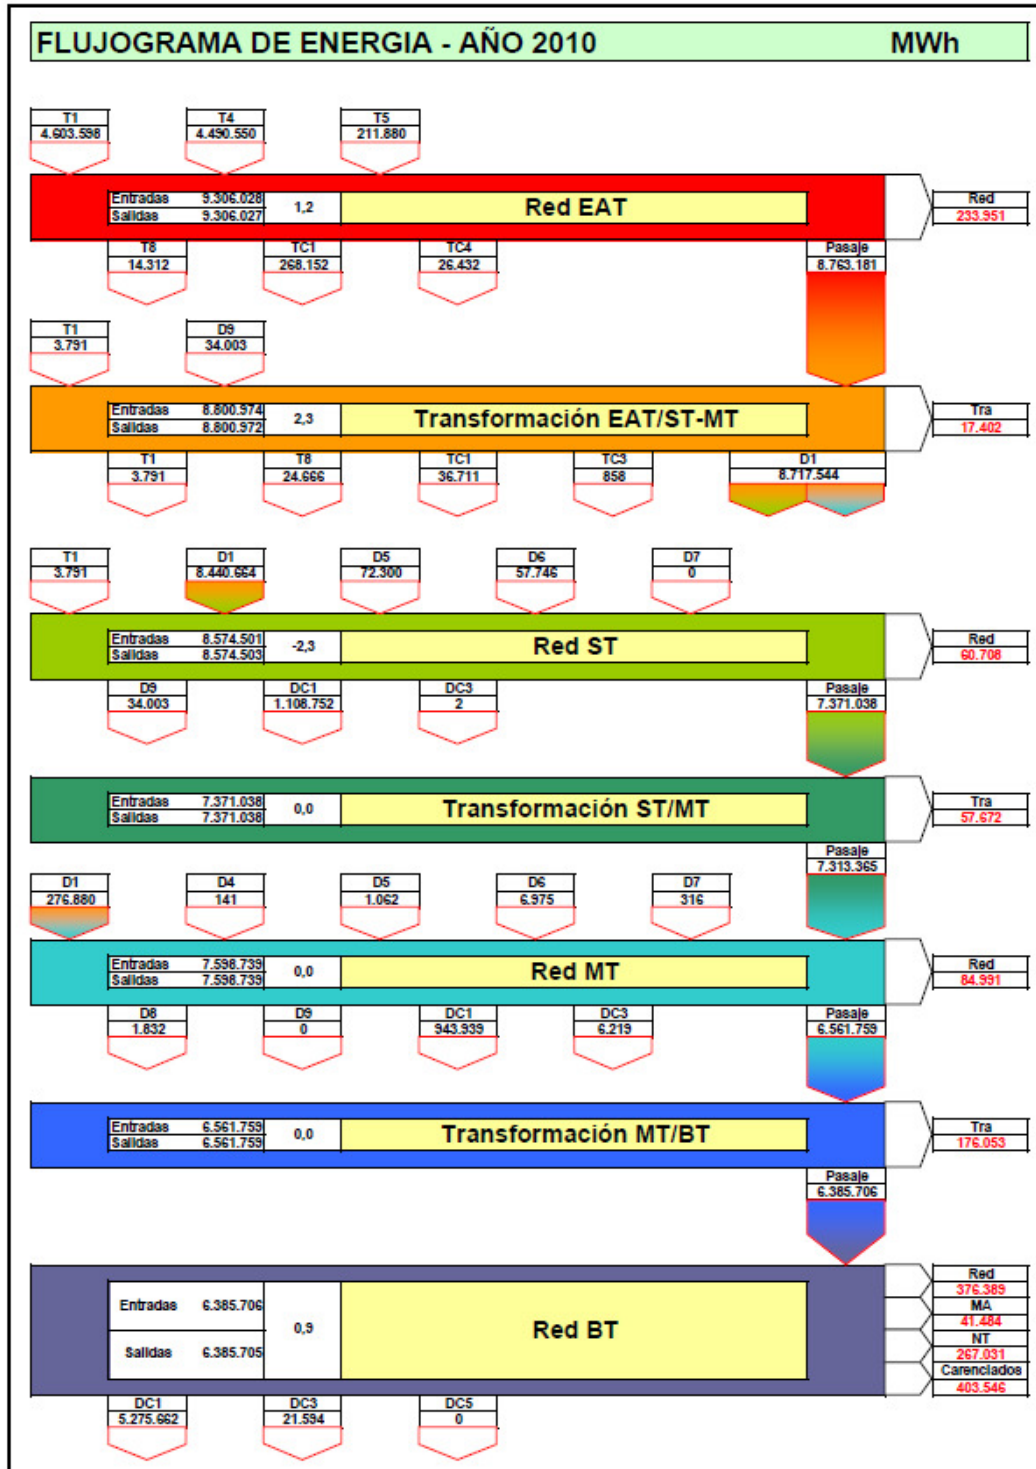 FLUJOGRAMA DE ENERGIA - AÑO 2010 MWh
T1 T4 T5
4.603.598 4.490.550 211.880
Entradas 9.306.028
Salidas 9.306.027
1,2
Red EAT
Red
233.951
T8 TC1 TC4 Pasaje
14.312 268.152 26.432 8.763.181
T1 D9
3.791 34.003
Entradas 8.800.974
Salidas 8.800.972
2,3
Transformación EAT/ST-MT
Tra
17.402
T1 T8 TC1 TC3 D1
3.791 24.666 36.711 858 8.717.544
T1 D1 D5 D6 D7
3.791 8.440.664 72.300 57.746 0
Entradas 8.574.501
Salidas 8.574.503
-2,3
Red ST
Red
60.708
D9 DC1 DC3 Pasaje
34.003 1.108.752 2 7.371.038
Entradas 7.371.038
Salidas 7.371.038
0,0
Transformación ST/MT
Tra
57.672
Pasaje
7.313.365
D1 D4 D5 D6 D7
276.880 141 1.062 6.975 316
Entradas 7.598.739
Salidas 7.598.739
0,0
Red MT
Red
84.991
D8 D9 DC1 DC3 Pasaje
1.832 0 943.939 6.219 6.561.759
Entradas 6.561.759
Salidas 6.561.759
0,0
Transformación MT/BT
Tra
176.053
Pasaje
6.385.706
Entradas 6.385.706
Salidas 6.385.705
0,9
Red BT
Red
376.389
MA
41.484
NT
267.031
Carenciados
403.546
DC1 DC3 DC5
5.275.662 21.594 0